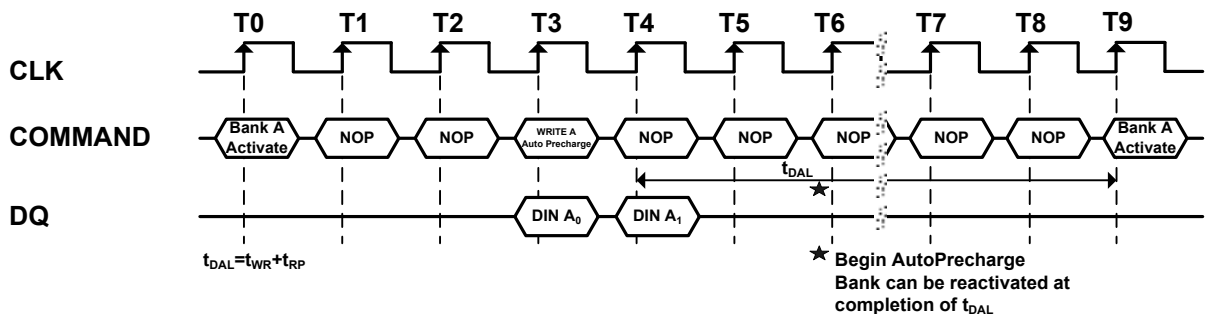 T0 T1 T2 T3 T4 T5 T6 T7 T8 T9
CLK
COMMAND
Bank A
Activate
NOP
NOP
WRITE A
Auto Precharge
NOP
NOP
NOP
NOP
NOP
Bank A
Activate
tDAL
DQ
DIN A0
DIN A1
tDAL=tWR+tRP
Begin AutoPrecharge
Bank can be reactivated at
completion of tDAL